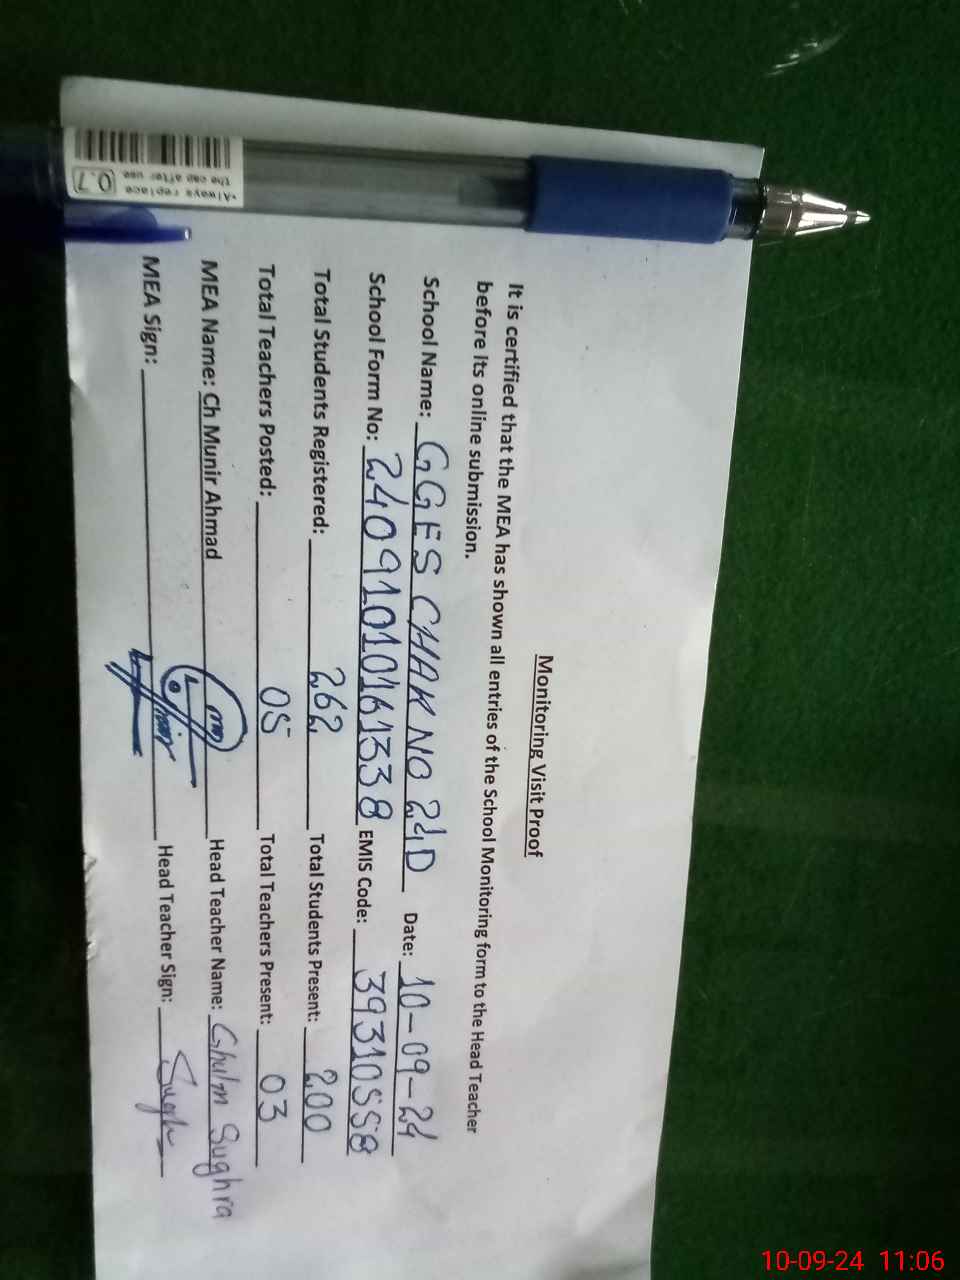 Monitoring Visit Proof
It is certified that the MEA has shown all entries of the School Monitoring form to the Head Teacher
before its online submission.
School Name: GGES CHAK NO 24D Date: 10-09-24
School Form No: 24091010161338 EMIS Code: 39310558
Total Students Registered: 262 Total Students Present: 200
Total Teachers Posted: 05 Total Teachers Present: 03
MEA Name: Ch Munir Ahmad Head Teacher Name: Ghulm Sughra
MEA Sign: Head Teacher Sign:
•Always replace
the cap after use
0.7
10-09-24 11:06